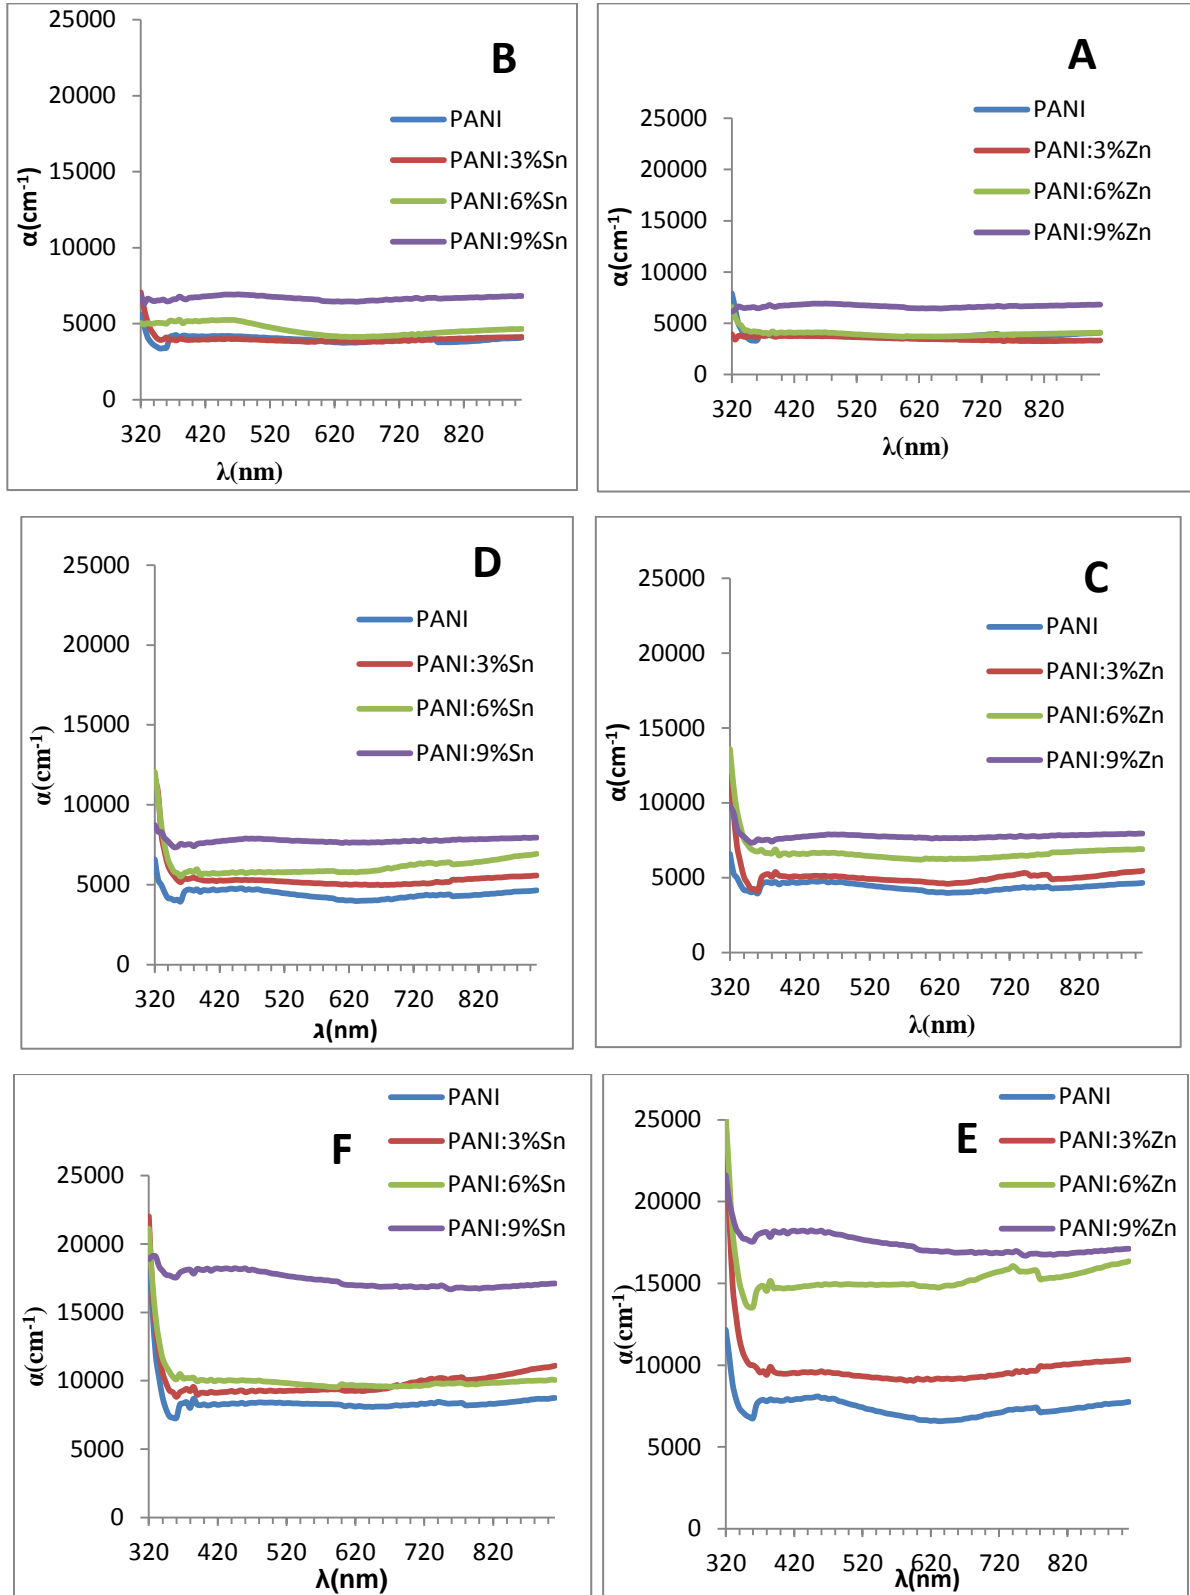 B
25000
20000
15000
10000
5000
0
α(cm-1)
PANI
PANI:3%Sn
PANI:6%Sn
PANI:9%Sn
320 420 520 620 720 820
λ(nm)
A
25000
20000
15000
10000
5000
0
α(cm-1)
PANI
PANI:3%Zn
PANI:6%Zn
PANI:9%Zn
320 420 520 620 720 820
λ(nm)
D
25000
20000
15000
10000
5000
0
α(cm-1)
PANI
PANI:3%Sn
PANI:6%Sn
PANI:9%Sn
320 420 520 620 720 820
λ(nm)
C
25000
20000
15000
10000
5000
0
α(cm-1)
PANI
PANI:3%Zn
PANI:6%Zn
PANI:9%Zn
320 420 520 620 720 820
λ(nm)
F
25000
20000
15000
10000
5000
0
α(cm-1)
PANI
PANI:3%Sn
PANI:6%Sn
PANI:9%Sn
320 420 520 620 720 820
λ(nm)
E
25000
20000
15000
10000
5000
0
α(cm-1)
PANI
PANI:3%Zn
PANI:6%Zn
PANI:9%Zn
320 420 520 620 720 820
λ(nm)